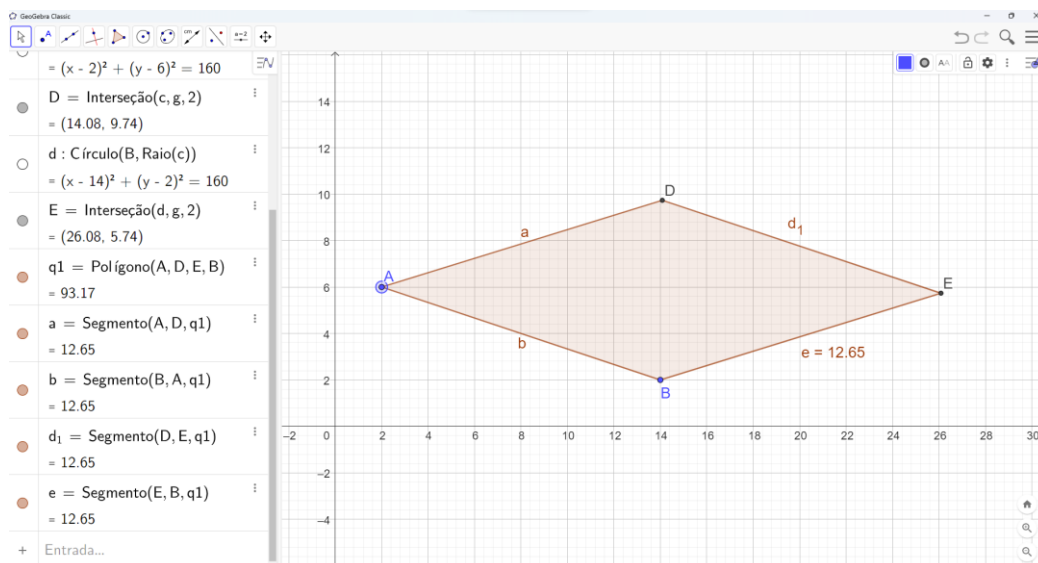 GeoGebra Classic
= (x - 2)² + (y - 6)² = 160
D = Interseção(c, g, 2)
= (14.08, 9.74)
d : Círculo(B, Raio(c))
= (x - 14)² + (y - 2)² = 160
E = Interseção(d, g, 2)
= (26.08, 5.74)
q1 = Polígono(A, D, E, B)
= 93.17
a = Segmento(A, D, q1)
= 12.65
b = Segmento(B, A, q1)
= 12.65
d₁ = Segmento(D, E, q1)
= 12.65
e = Segmento(E, B, q1)
= 12.65
+ Entrada...
A
cm
a=2
AA
14
12
10
8
6
4
2
0
−2
−4
−2 0 2 4 6 8 10 12 14 16 18 20 22 24 26 28 30
D
a
d₁
A
E
b
e = 12.65
B